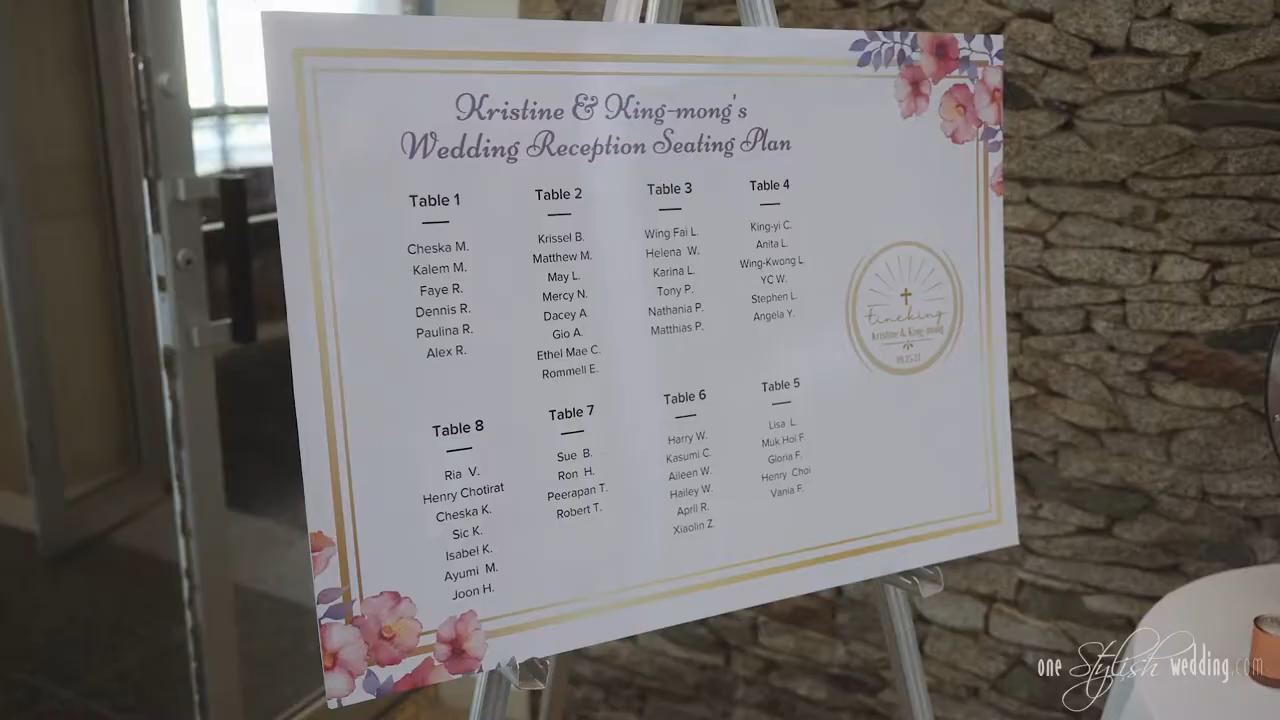 Kristine & King-mong's
Wedding Reception Seating Plan
Table 1
Cheska M.
Kalem M.
Faye R.
Dennis R.
Paulina R.
Alex R.
Table 2
Krissel B.
Matthew M.
May L.
Mercy N.
Dacey A
Gio A.
Ethel Mae C.
Rommell E.
Table 3
Wing Fai L.
Helena W.
Karina L.
Tony P.
Nathania P.
Matthias P.
Table 4
King-yi C.
Anita L.
Wing-Kwong L.
YC W.
Stephen L.
Angela Y.
Table 8
Ria V.
Henry Chotirat
Cheska K.
Sic K.
Isabel K.
Ayumi M.
Joon H.
Table 7
Sue B.
Ron H.
Peerapan T.
Robert T.
Table 6
Harry W.
Kasumi C.
Aileen W.
Hailey W.
April R.
Xiaolin Z.
Table 5
Lisa L.
Muk Hoi F.
Gloria F.
Henry Choi
Vania F.
tineking
Kristine & King-mong
one Stylish wedding.com